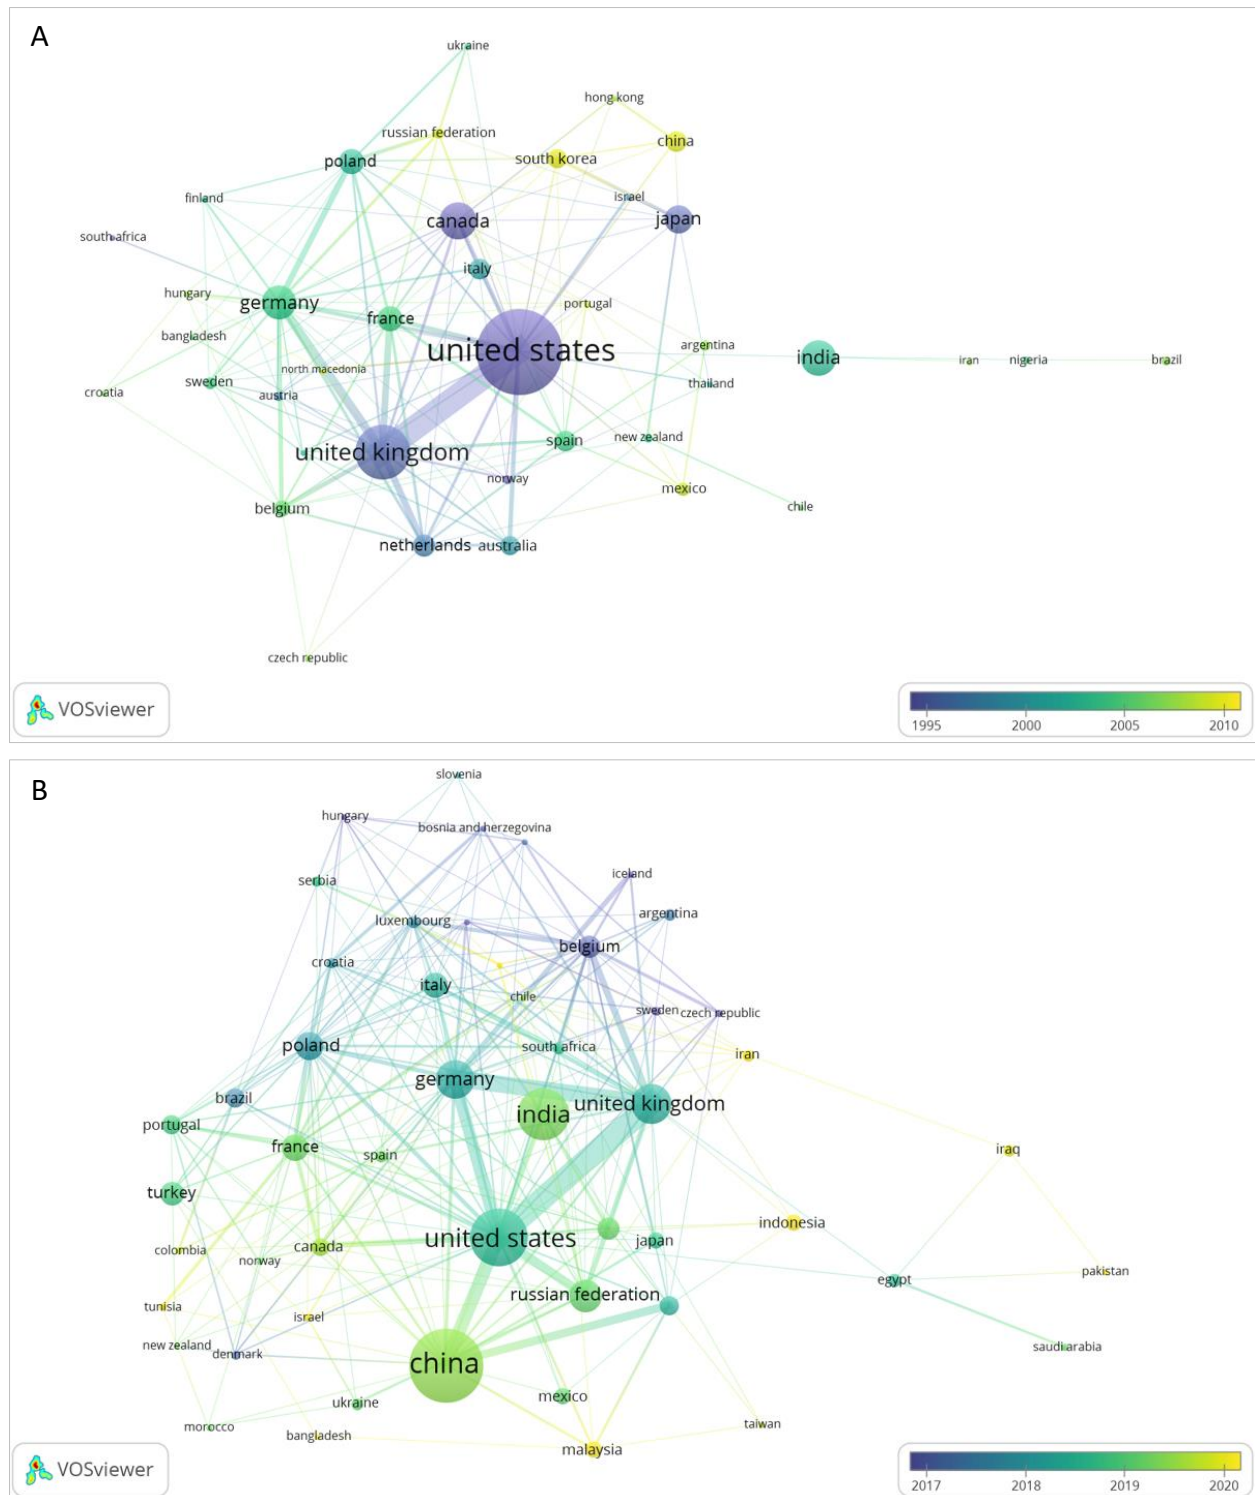 A
ukraine
hong kong
russian federation
china
poland
south korea
finland
israel
canada
japan
south africa
italy
hungary
germany
portugal
france
bangladesh
united states
argentina
india
iran
nigeria
brazil
north macedonia
sweden
thailand
croatia
austria
united kingdom
spain
new zealand
norway
mexico
belgium
chile
netherlands
australia
czech republic
VOSviewer
1995
2000
2005
2010
B
slovenia
hungary
bosnia and herzegovina
serbia
iceland
luxembourg
argentina
belgium
croatia
italy
chile
sweden
czech republic
poland
south africa
iran
germany
brazil
india
united kingdom
portugal
france
spain
iraq
turkey
indonesia
united states
japan
colombia
canada
norway
egypt
pakistan
russian federation
tunisia
israel
new zealand
denmark
saudi arabia
china
ukraine
mexico
morocco
bangladesh
taiwan
malaysia
VOSviewer
2017
2018
2019
2020